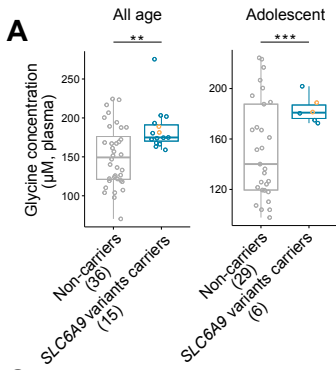 A
All age
Adolescent
**
***
Glycine concentration
(μM, plasma)
250
200
150
100
200
160
120
Non-carriers
(36)
SLC6A9 variants carriers
(15)
Non-carriers
(29)
SLC6A9 variants carriers
(6)